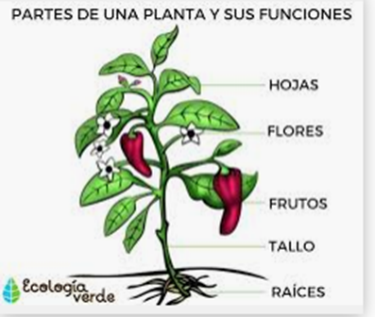 PARTES DE UNA PLANTA Y SUS FUNCIONES
HOJAS
FLORES
FRUTOS
TALLO
RAÍCES
Ecología
verde